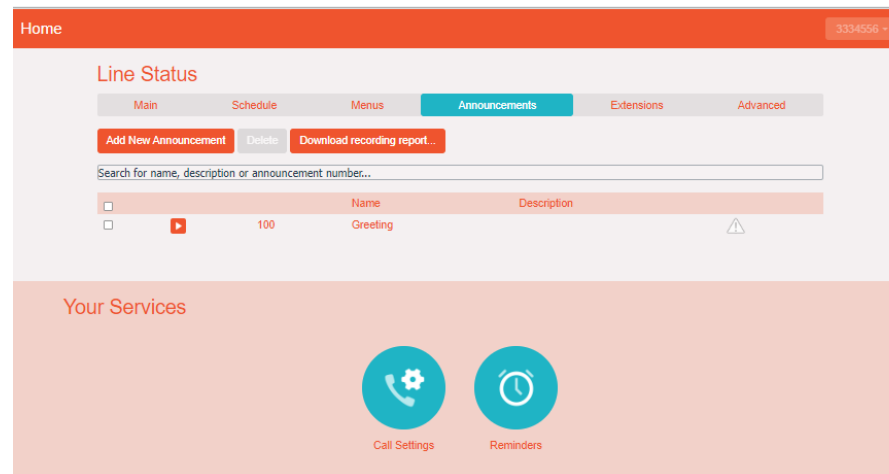 Home
3334556
Line Status
Main Schedule Menus Announcements Extensions Advanced
Add New Announcement Delete Download recording report...
Search for name, description or announcement number...
Name Description
100 Greeting
Your Services
Call Settings Reminders